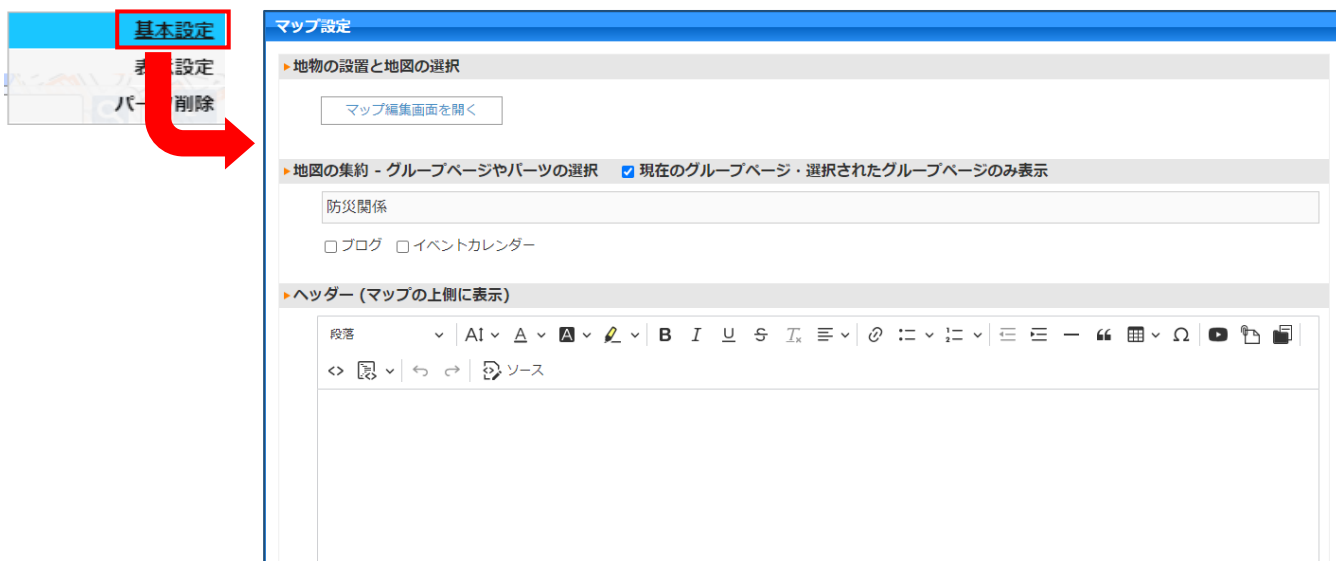 基本設定
表示設定
パーツ削除
マップ設定
地物の設置と地図の選択
マップ編集画面を開く
地図の集約 - グループページやパーツの選択 現在のグループページ・選択されたグループページのみ表示
防災関係
ブログ イベントカレンダー
ヘッダー (マップの上側に表示)
段落
ソース